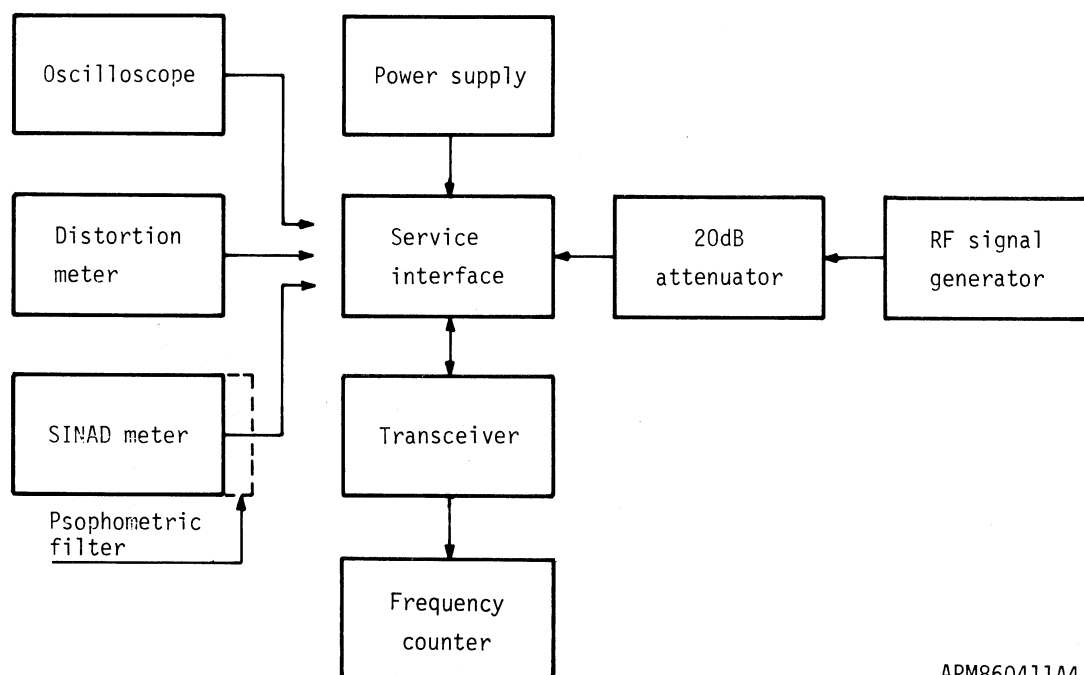 Oscilloscope
Power supply
Distortion
meter
Service
interface
20dB
attenuator
RF signal
generator
SINAD meter
Transceiver
Psophometric
filter
Frequency
counter
APM860411A4